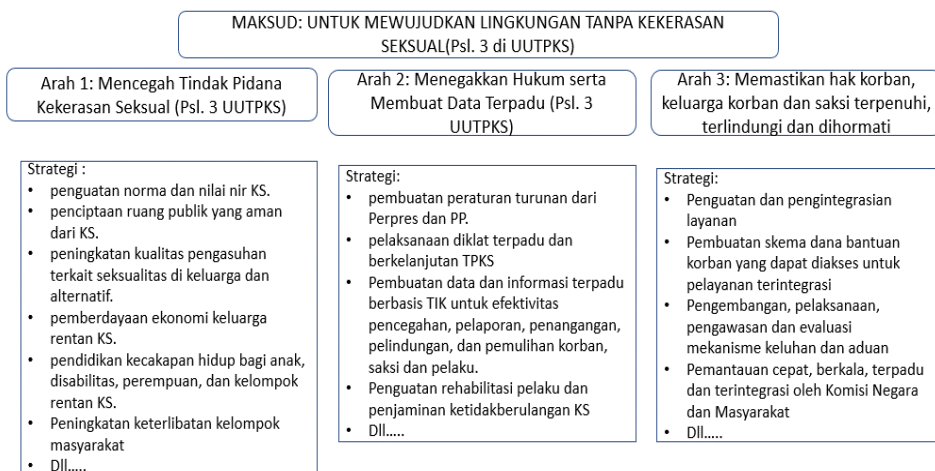 MAKSUD: UNTUK MEWUJUDKAN LINGKUNGAN TANPA KEKERASAN
SEKSUAL(Psl. 3 di UUTPKS)
Arah 1: Mencegah Tindak Pidana
Kekerasan Seksual (Psl. 3 UUTPKS)
Strategi :
• penguatan norma dan nilai nir KS.
• penciptaan ruang publik yang aman
dari KS.
• peningkatan kualitas pengasuhan
terkait seksualitas di keluarga dan
alternatif.
• pemberdayaan ekonomi keluarga
rentan KS.
• pendidikan kecakapan hidup bagi anak,
disabilitas, perempuan, dan kelompok
rentan KS.
• Peningkatan keterlibatan kelompok
masyarakat
• Dll.....
Arah 2: Menegakkan Hukum serta
Membuat Data Terpadu (Psl. 3
UUTPKS)
Strategi:
• pembuatan peraturan turunan dari
Perpres dan PP.
• pelaksanaan diklat terpadu dan
berkelanjutan TPKS
• Pembuatan data dan informasi terpadu
berbasis TIK untuk efektivitas
pencegahan, pelaporan, penangangan,
pelindungan, dan pemulihan korban,
saksi dan pelaku.
• Penguatan rehabilitasi pelaku dan
penjaminan ketidakberulangan KS
• Dll.....
Arah 3: Memastikan hak korban,
keluarga korban dan saksi terpenuhi,
terlindungi dan dihormati
Strategi:
• Penguatan dan pengintegrasian
layanan
• Pembuatan skema dana bantuan
korban yang dapat diakses untuk
pelayanan terintegrasi
• Pengembangan, pelaksanaan,
pengawasan dan evaluasi
mekanisme keluhan dan aduan
• Pemantauan cepat, berkala, terpadu
dan terintegrasi oleh Komisi Negara
dan Masyarakat
• Dll.....